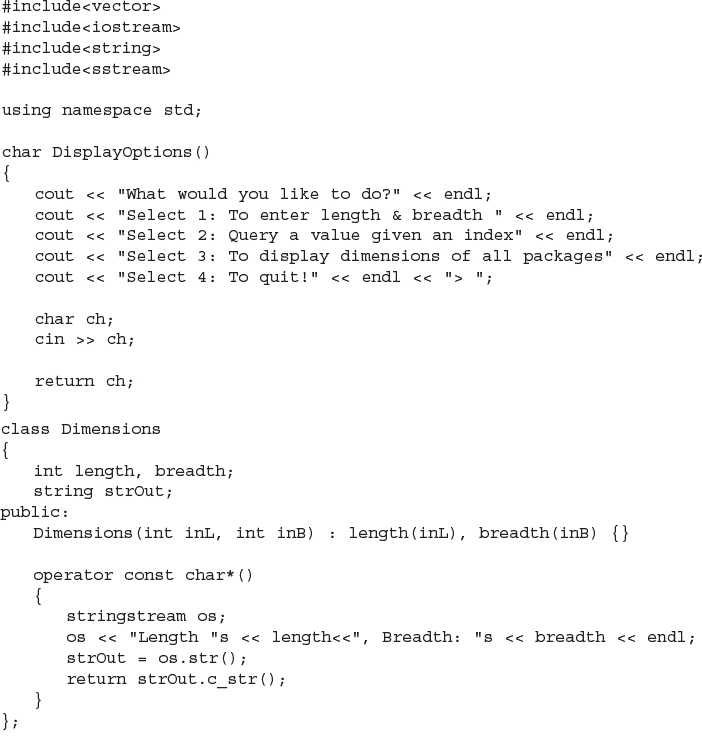 #include<vector>
#include<iostream>
#include<string>
#include<sstream>

using namespace std;

char DisplayOptions()
{
   cout << "What would you like to do?" << endl;
   cout << "Select 1: To enter length & breadth " << endl;
   cout << "Select 2: Query a value given an index" << endl;
   cout << "Select 3: To display dimensions of all packages" << endl;
   cout << "Select 4: To quit!" << endl << "> ";

   char ch;
   cin >> ch;

   return ch;
}
class Dimensions
{
   int length, breadth;
   string strOut;
public:
   Dimensions(int inL, int inB) : length(inL), breadth(inB) {}

   operator const char*()
   {
      stringstream os;
      os << "Length "s << length<<", Breadth: "s << breadth << endl;
      strOut = os.str();
      return strOut.c_str();
   }
};